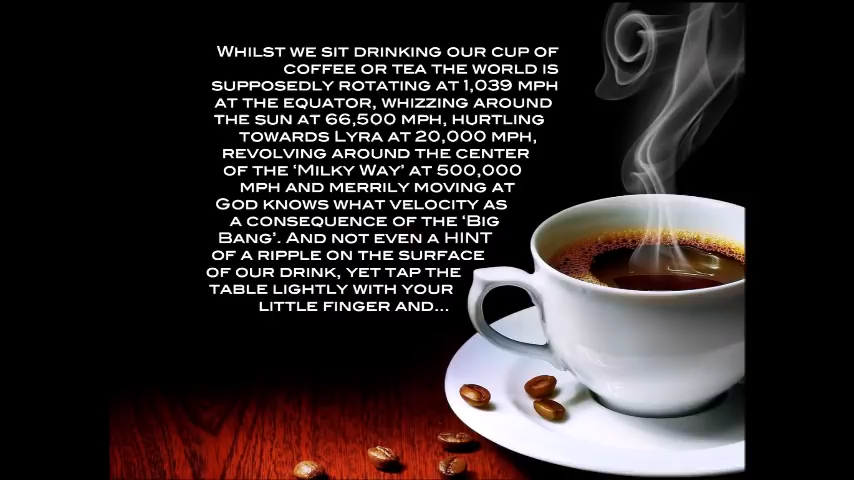 Whilst we sit drinking our cup of
coffee or tea the world is
supposedly rotating at 1,039 mph
at the equator, whizzing around
the sun at 66,500 mph, hurtling
towards Lyra at 20,000 mph,
revolving around the center
of the ‘Milky Way’ at 500,000
mph and merrily moving at
God knows what velocity as
a consequence of the ‘Big
Bang’. And not even a HINT
of a ripple on the surface
of our drink, yet tap the
table lightly with your
little finger and...